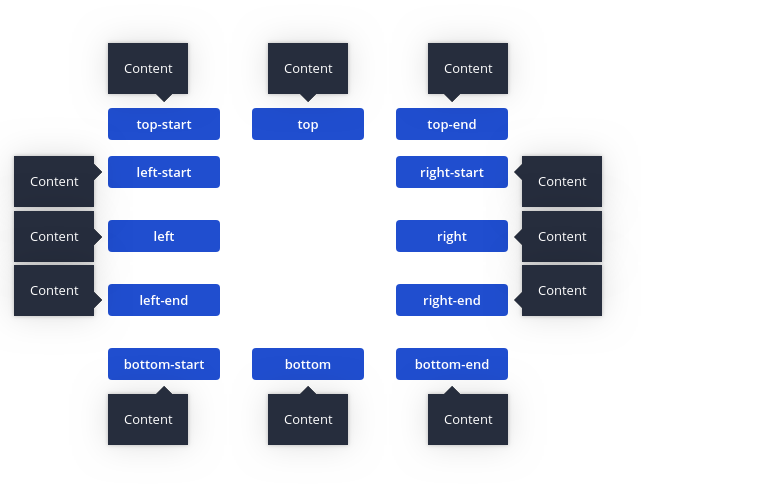 Content Content Content
top-start top top-end
Content left-start right-start Content
Content left right Content
Content left-end right-end Content
bottom-start bottom bottom-end
Content Content Content